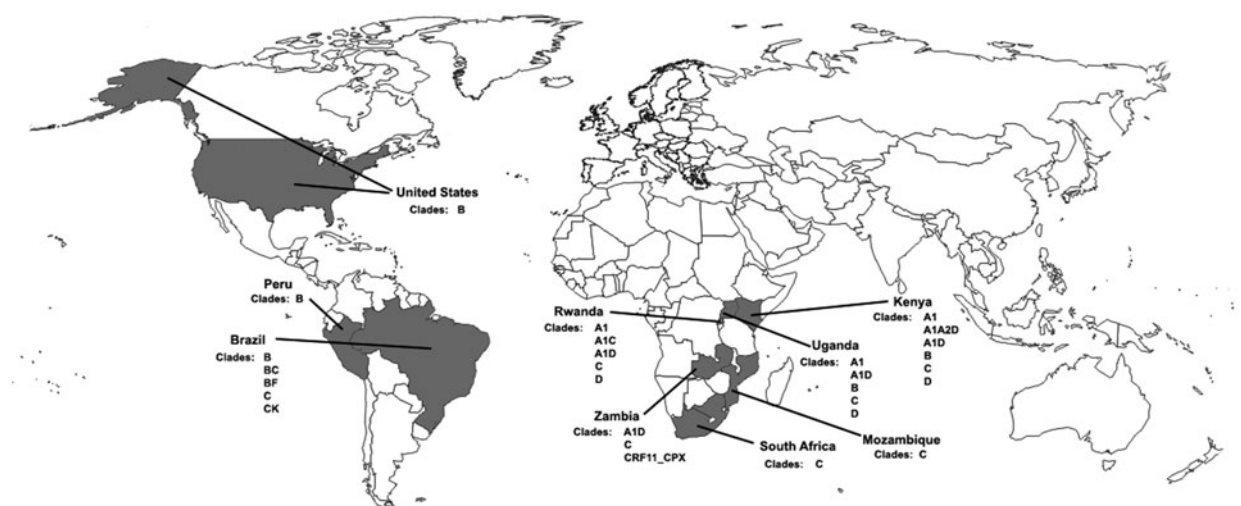 United States
Clades: B
Peru
Clades: B
Brazil
Clades: B
BC
BF
C
CK
Rwanda
Clades: A1
A1C
A1D
C
D
Kenya
Clades: A1
A1A2D
A1D
B
C
D
Uganda
Clades: A1
A1D
B
C
D
Zambia
Clades: A1D
C
CRF11_CPX
South Africa
Clades: C
Mozambique
Clades: C